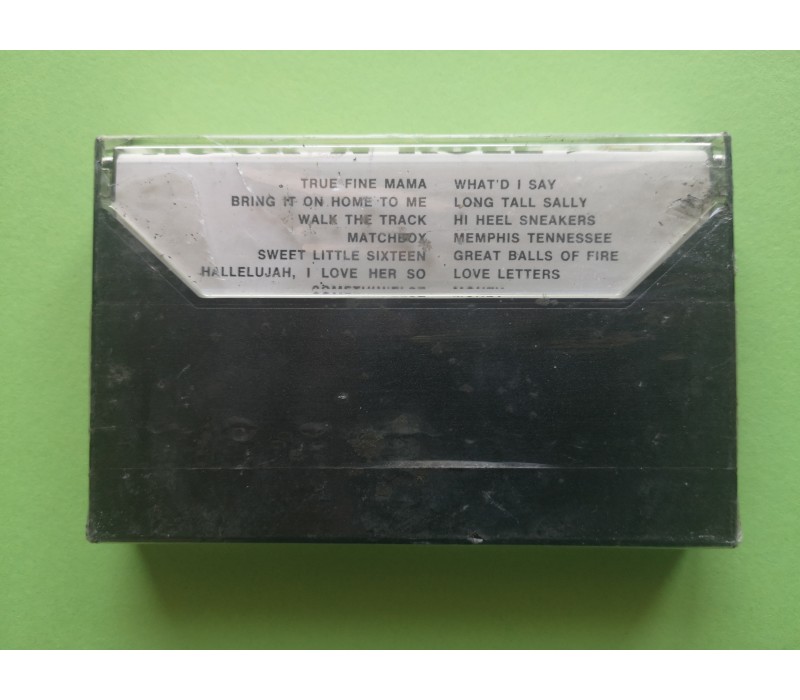 TRUE FINE MAMA
BRING IT ON HOME TO ME
WALK THE TRACK
MATCHBOX
SWEET LITTLE SIXTEEN
HALLELUJAH, I LOVE HER SO
WHAT'D I SAY
LONG TALL SALLY
HI HEEL SNEAKERS
MEMPHIS TENNESSEE
GREAT BALLS OF FIRE
LOVE LETTERS